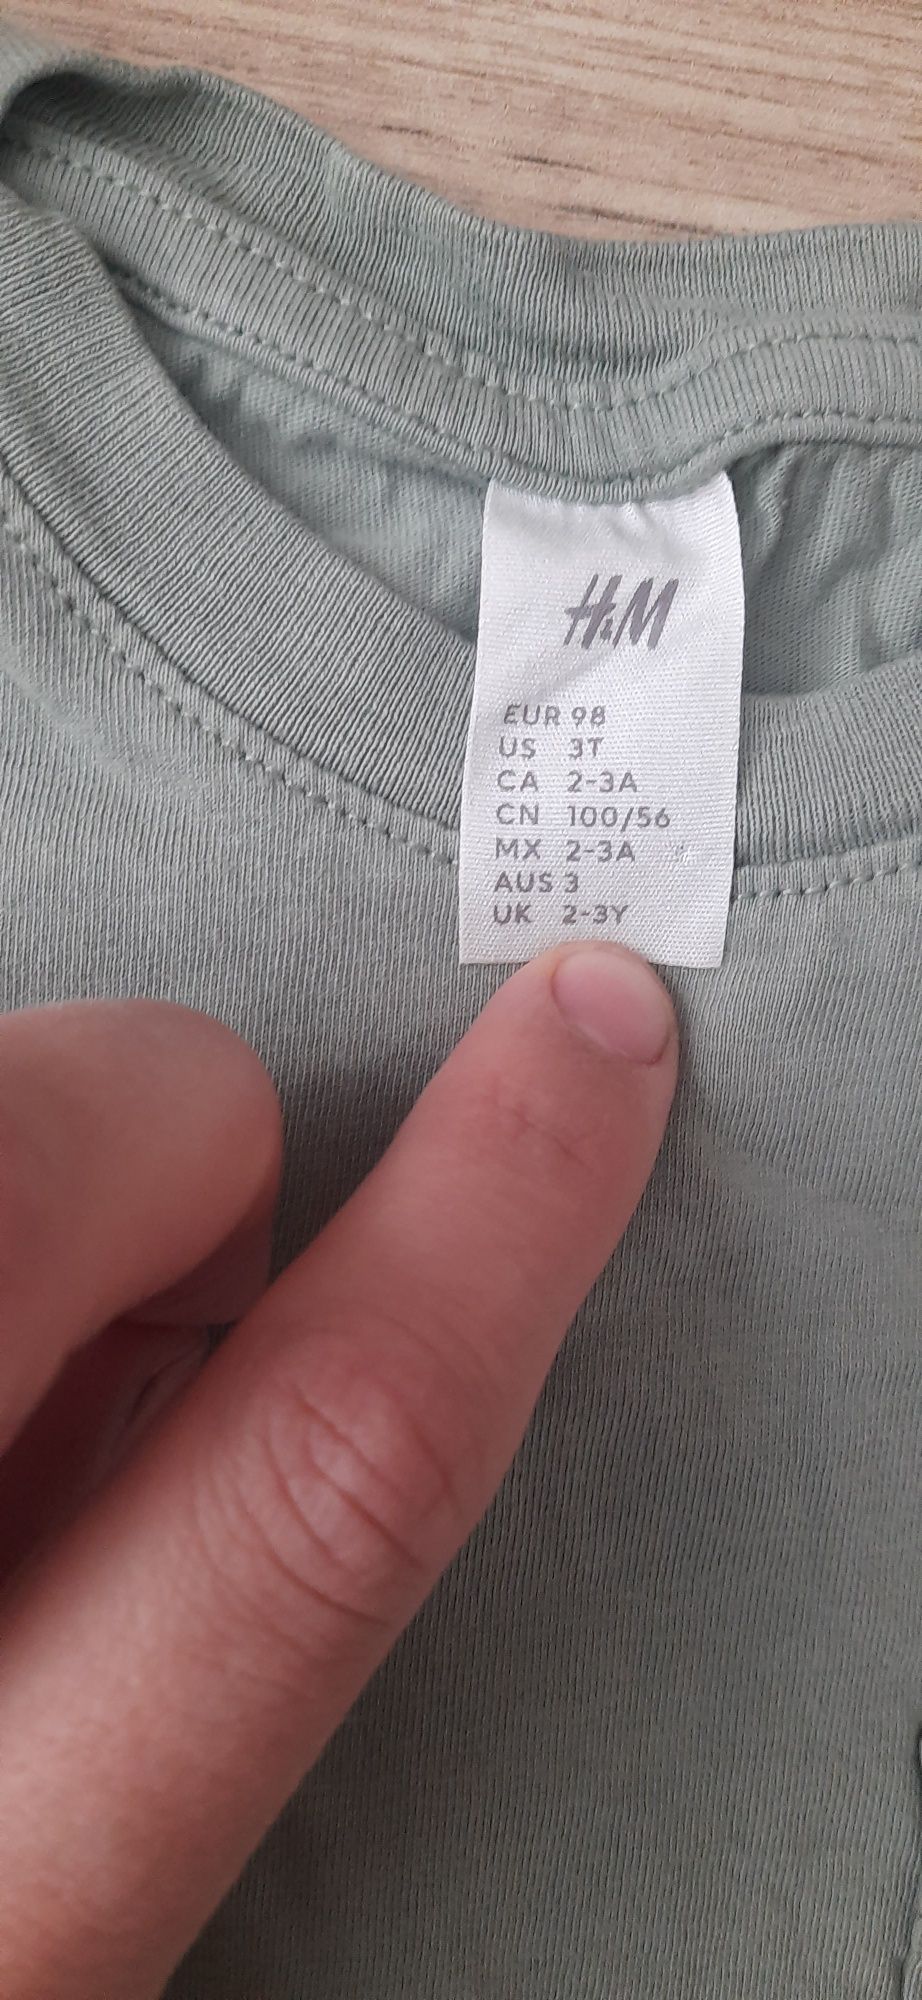 H&M
EUR 98
US 3T
CA 2-3A
CN 100/56
MX 2-3A
AUS 3
UK 2-3Y